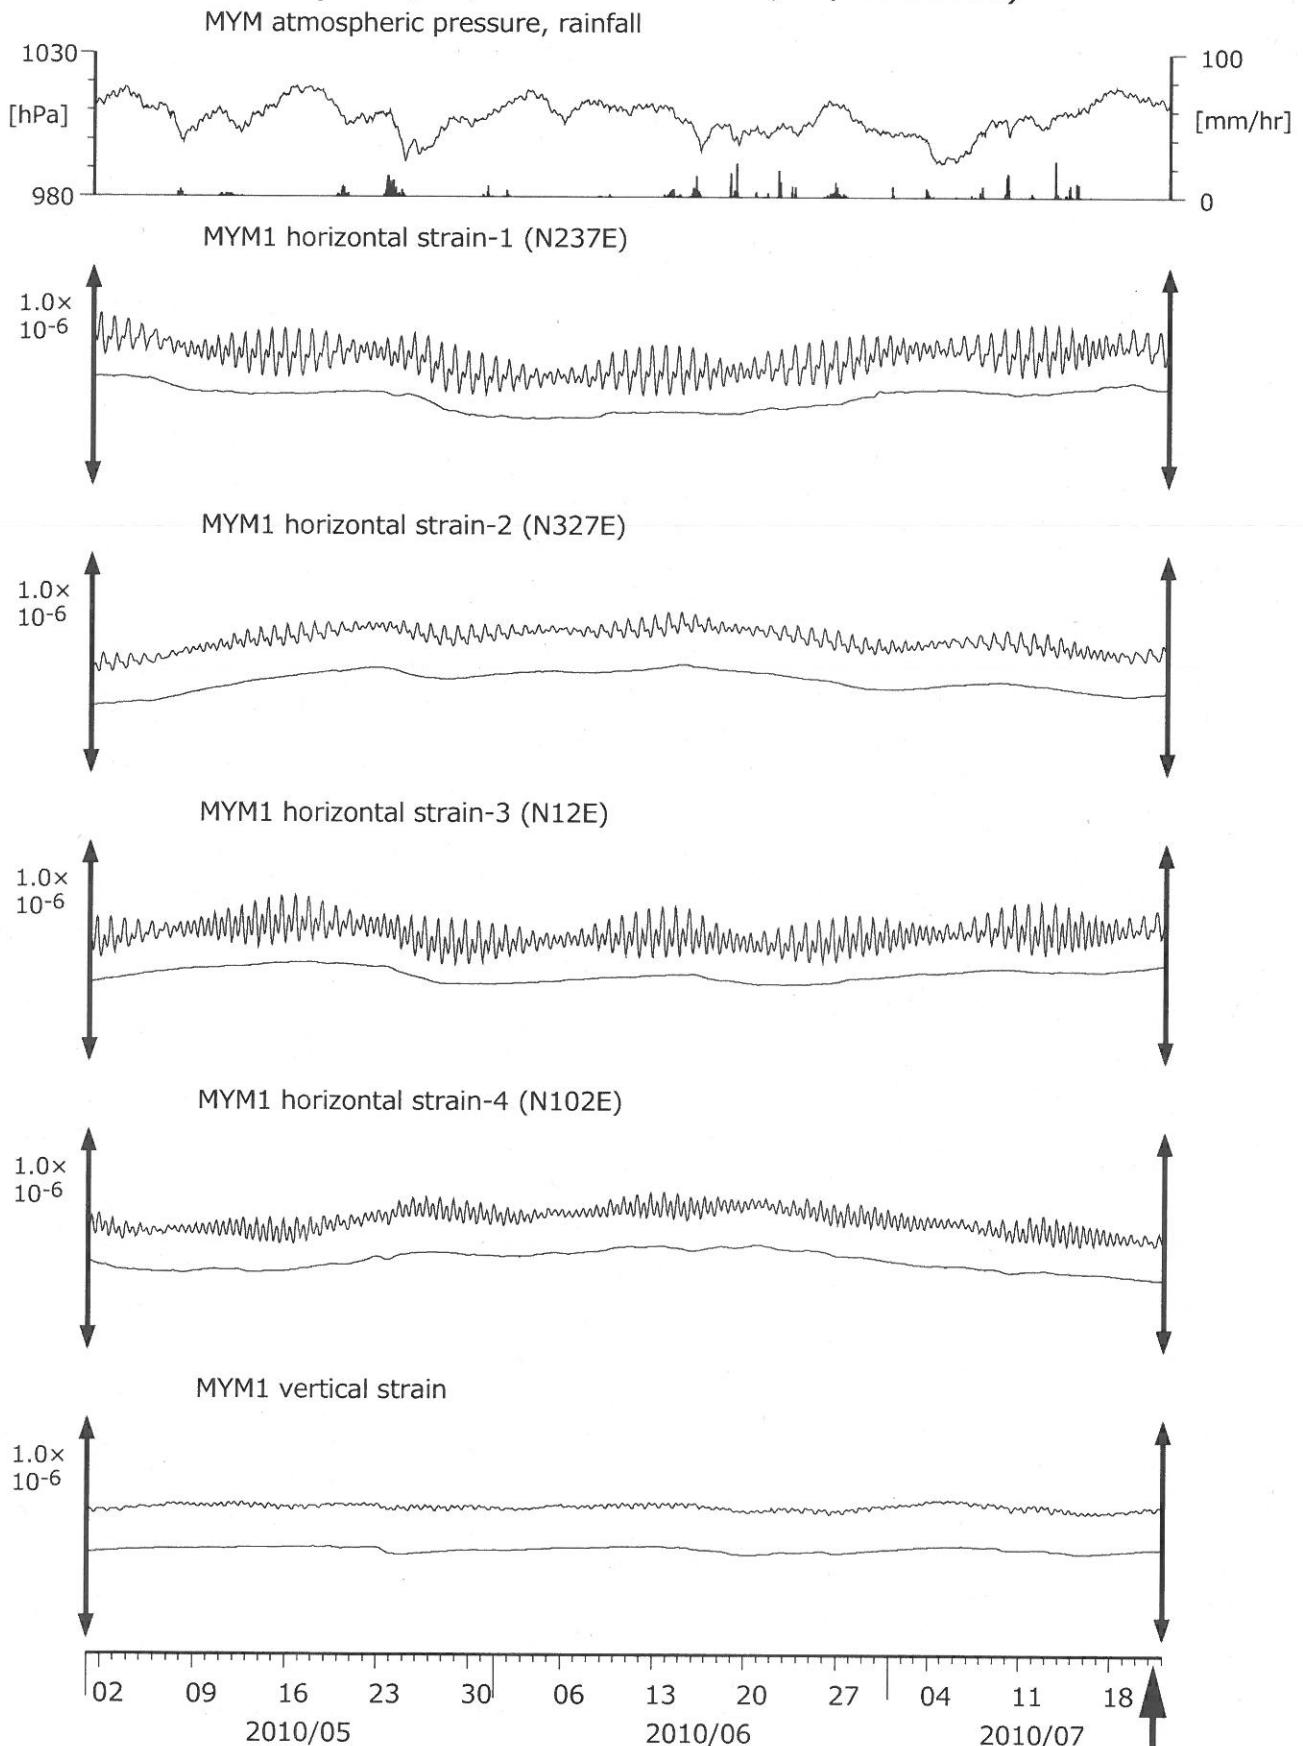 MYM atmospheric pressure, rainfall
1030
100
[hPa]
[mm/hr]
980
0
MYM1 horizontal strain-1 (N237E)
1.0×
10-6
MYM1 horizontal strain-2 (N327E)
1.0×
10-6
MYM1 horizontal strain-3 (N12E)
1.0×
10-6
MYM1 horizontal strain-4 (N102E)
1.0×
10-6
MYM1 vertical strain
1.0×
10-6
02 09 16 23 30 06 13 20 27 04 11 18
2010/05 2010/06 2010/07